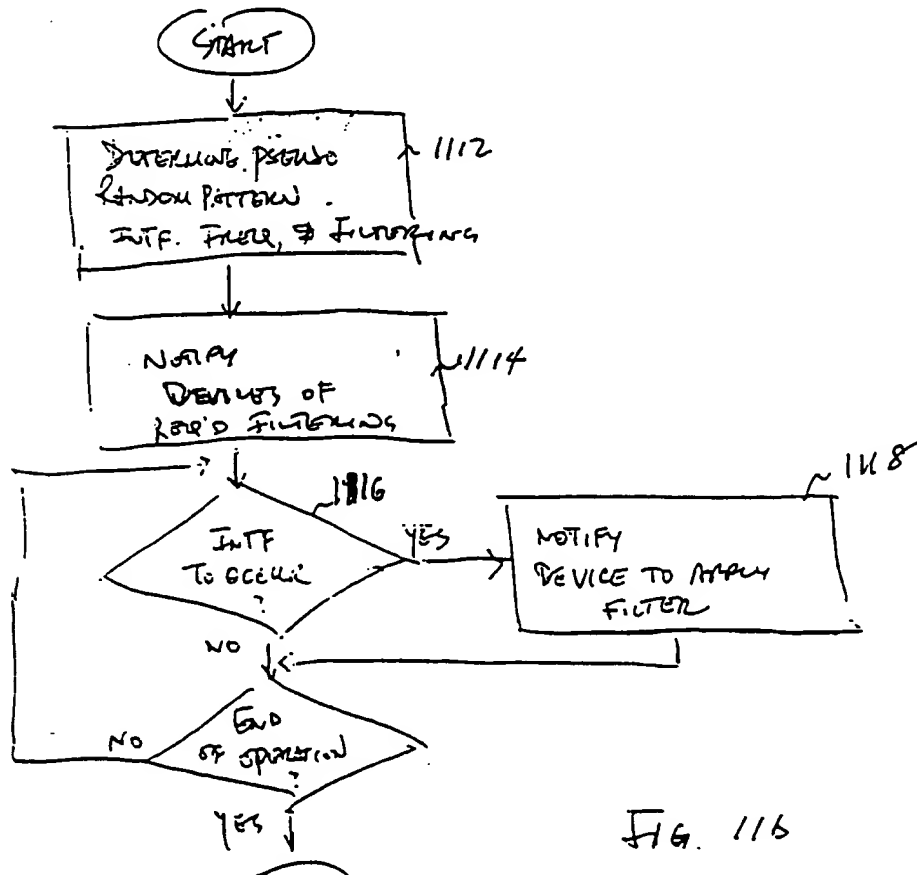 START
DETERMINE PSEUDO
RANDOM PATTERN.
INTF. FREQ, & FILTERING
1112
NOTIFY
DEVICES OF
REQ'D FILTERING
1114
INTF
TO OCCUR
?
1116
YES
NOTIFY
DEVICE TO APPLY
FILTER
1118
NO
END
OF OPERATION
?
NO
YES
FIG. 11b